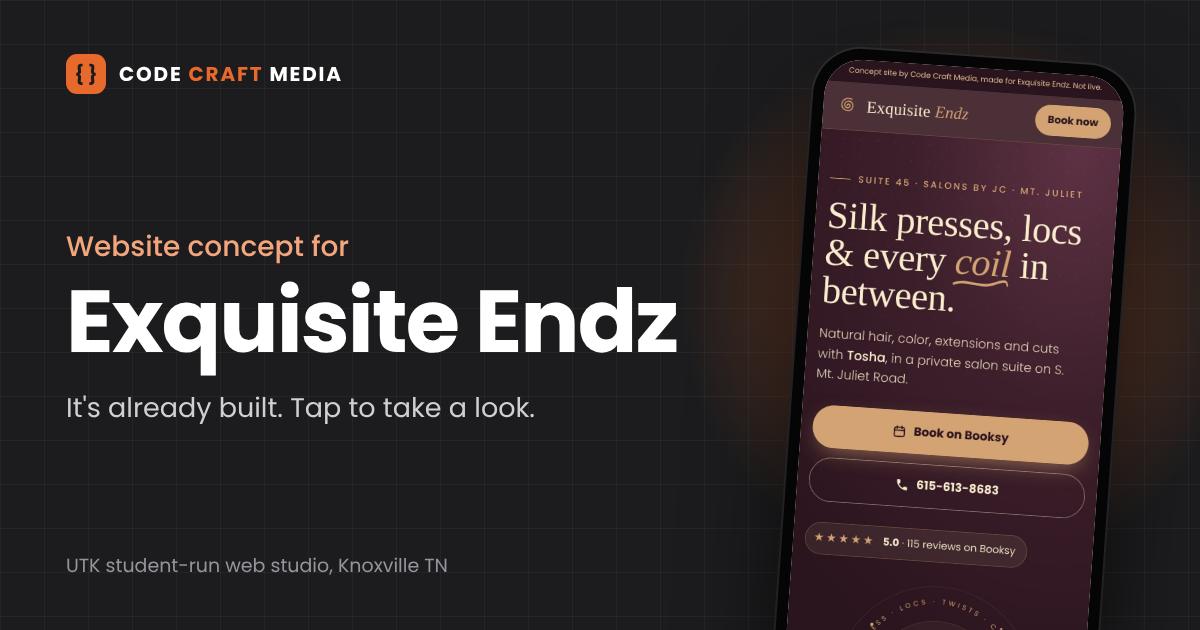 { } CODE CRAFT MEDIA
Website concept for
Exquisite Endz
It's already built. Tap to take a look.
UTK student-run web studio, Knoxville TN
Concept site by Code Craft Media, made for Exquisite Endz. Not live.
Exquisite Endz
Book now
SUITE 45 · SALONS BY JC · MT. JULIET
Silk presses, locs
& every coil in
between.
Natural hair, color, extensions and cuts
with Tosha, in a private salon suite on S.
Mt. Juliet Road.
Book on Booksy
615-613-8683
★★★★★ 5.0 · 115 reviews on Booksy
· LOCS · TWISTS ·